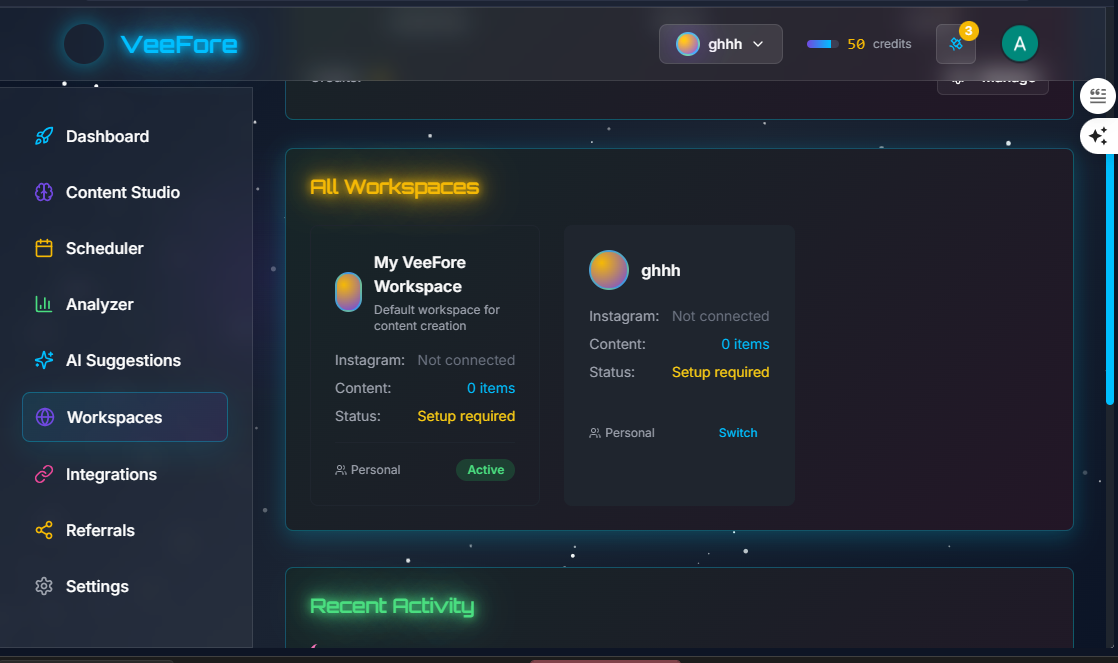 VeeFore
ghhh
50 credits
3
A
Credits:
Manage
Dashboard
Content Studio
Scheduler
Analyzer
AI Suggestions
Workspaces
Integrations
Referrals
Settings
All Workspaces
My VeeFore
Workspace
Default workspace for
content creation
Instagram: Not connected
Content: 0 items
Status: Setup required
Personal Active
ghhh
Instagram: Not connected
Content: 0 items
Status: Setup required
Personal Switch
Recent Activity